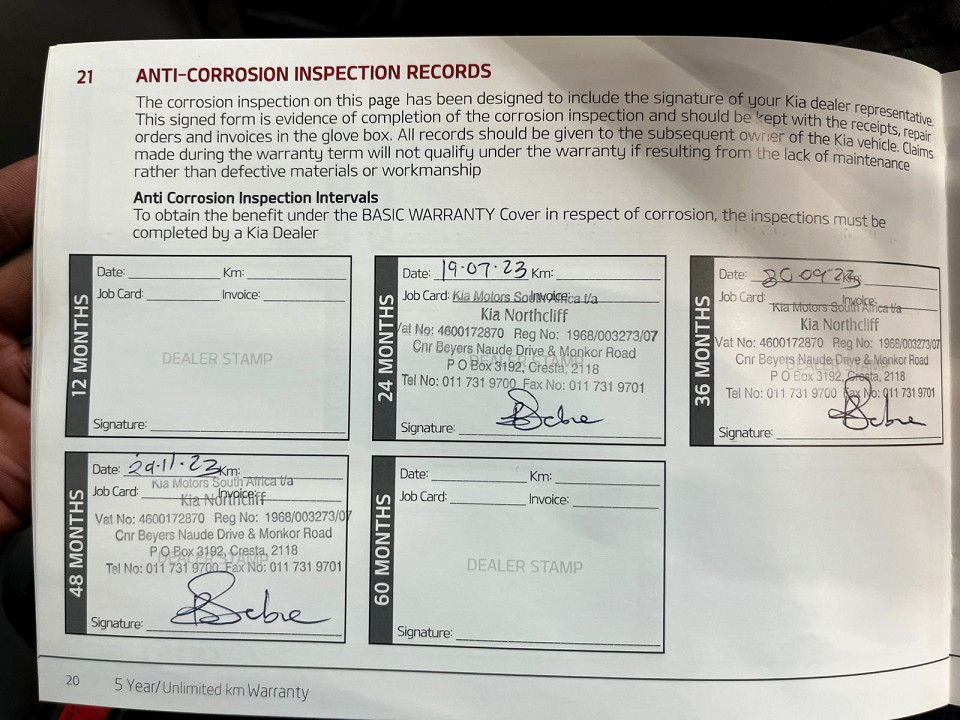 21 ANTI-CORROSION INSPECTION RECORDS
The corrosion inspection on this page has been designed to include the signature of your Kia dealer representative.
This signed form is evidence of completion of the corrosion inspection and should be kept with the receipts, repair
orders and invoices in the glove box. All records should be given to the subsequent owner of the Kia vehicle. Claims
made during the warranty term will not qualify under the warranty if resulting from the lack of maintenance
rather than defective materials or workmanship
Anti Corrosion Inspection Intervals
To obtain the benefit under the BASIC WARRANTY Cover in respect of corrosion, the inspections must be
completed by a Kia Dealer
12 MONTHS
Date: Km:
Job Card: Invoice:
DEALER STAMP
Signature:
24 MONTHS
Date: 19.07.23 Km:
Job Card: Invoice:
Kia Motors South Africa t/a
Kia Northcliff
Vat No: 4600172870 Reg No: 1968/003273/07
Cnr Beyers Naude Drive & Monkor Road
DEALER STAMP
P O Box 3192, Cresta, 2118
Tel No: 011 731 9700 Fax No: 011 731 9701
Signature:
36 MONTHS
Date: 30.09.23 Km:
Job Card: Invoice:
Kia Motors South Africa t/a
Kia Northcliff
Vat No: 4600172870 Reg No: 1968/003273/07
Cnr Beyers Naude Drive & Monkor Road
P O Box 3192, Cresta, 2118
Tel No: 011 731 9700 Fax No: 011 731 9701
Signature:
48 MONTHS
Date: 29.11.23 Km:
Job Card: Invoice:
Kia Motors South Africa t/a
Kia Northcliff
Vat No: 4600172870 Reg No: 1968/003273/07
Cnr Beyers Naude Drive & Monkor Road
P O Box 3192, Cresta, 2118
DEALER STAMP
Tel No: 011 731 9700 Fax No: 011 731 9701
Signature:
60 MONTHS
Date: Km:
Job Card: Invoice:
DEALER STAMP
Signature:
20 5 Year/Unlimited km Warranty